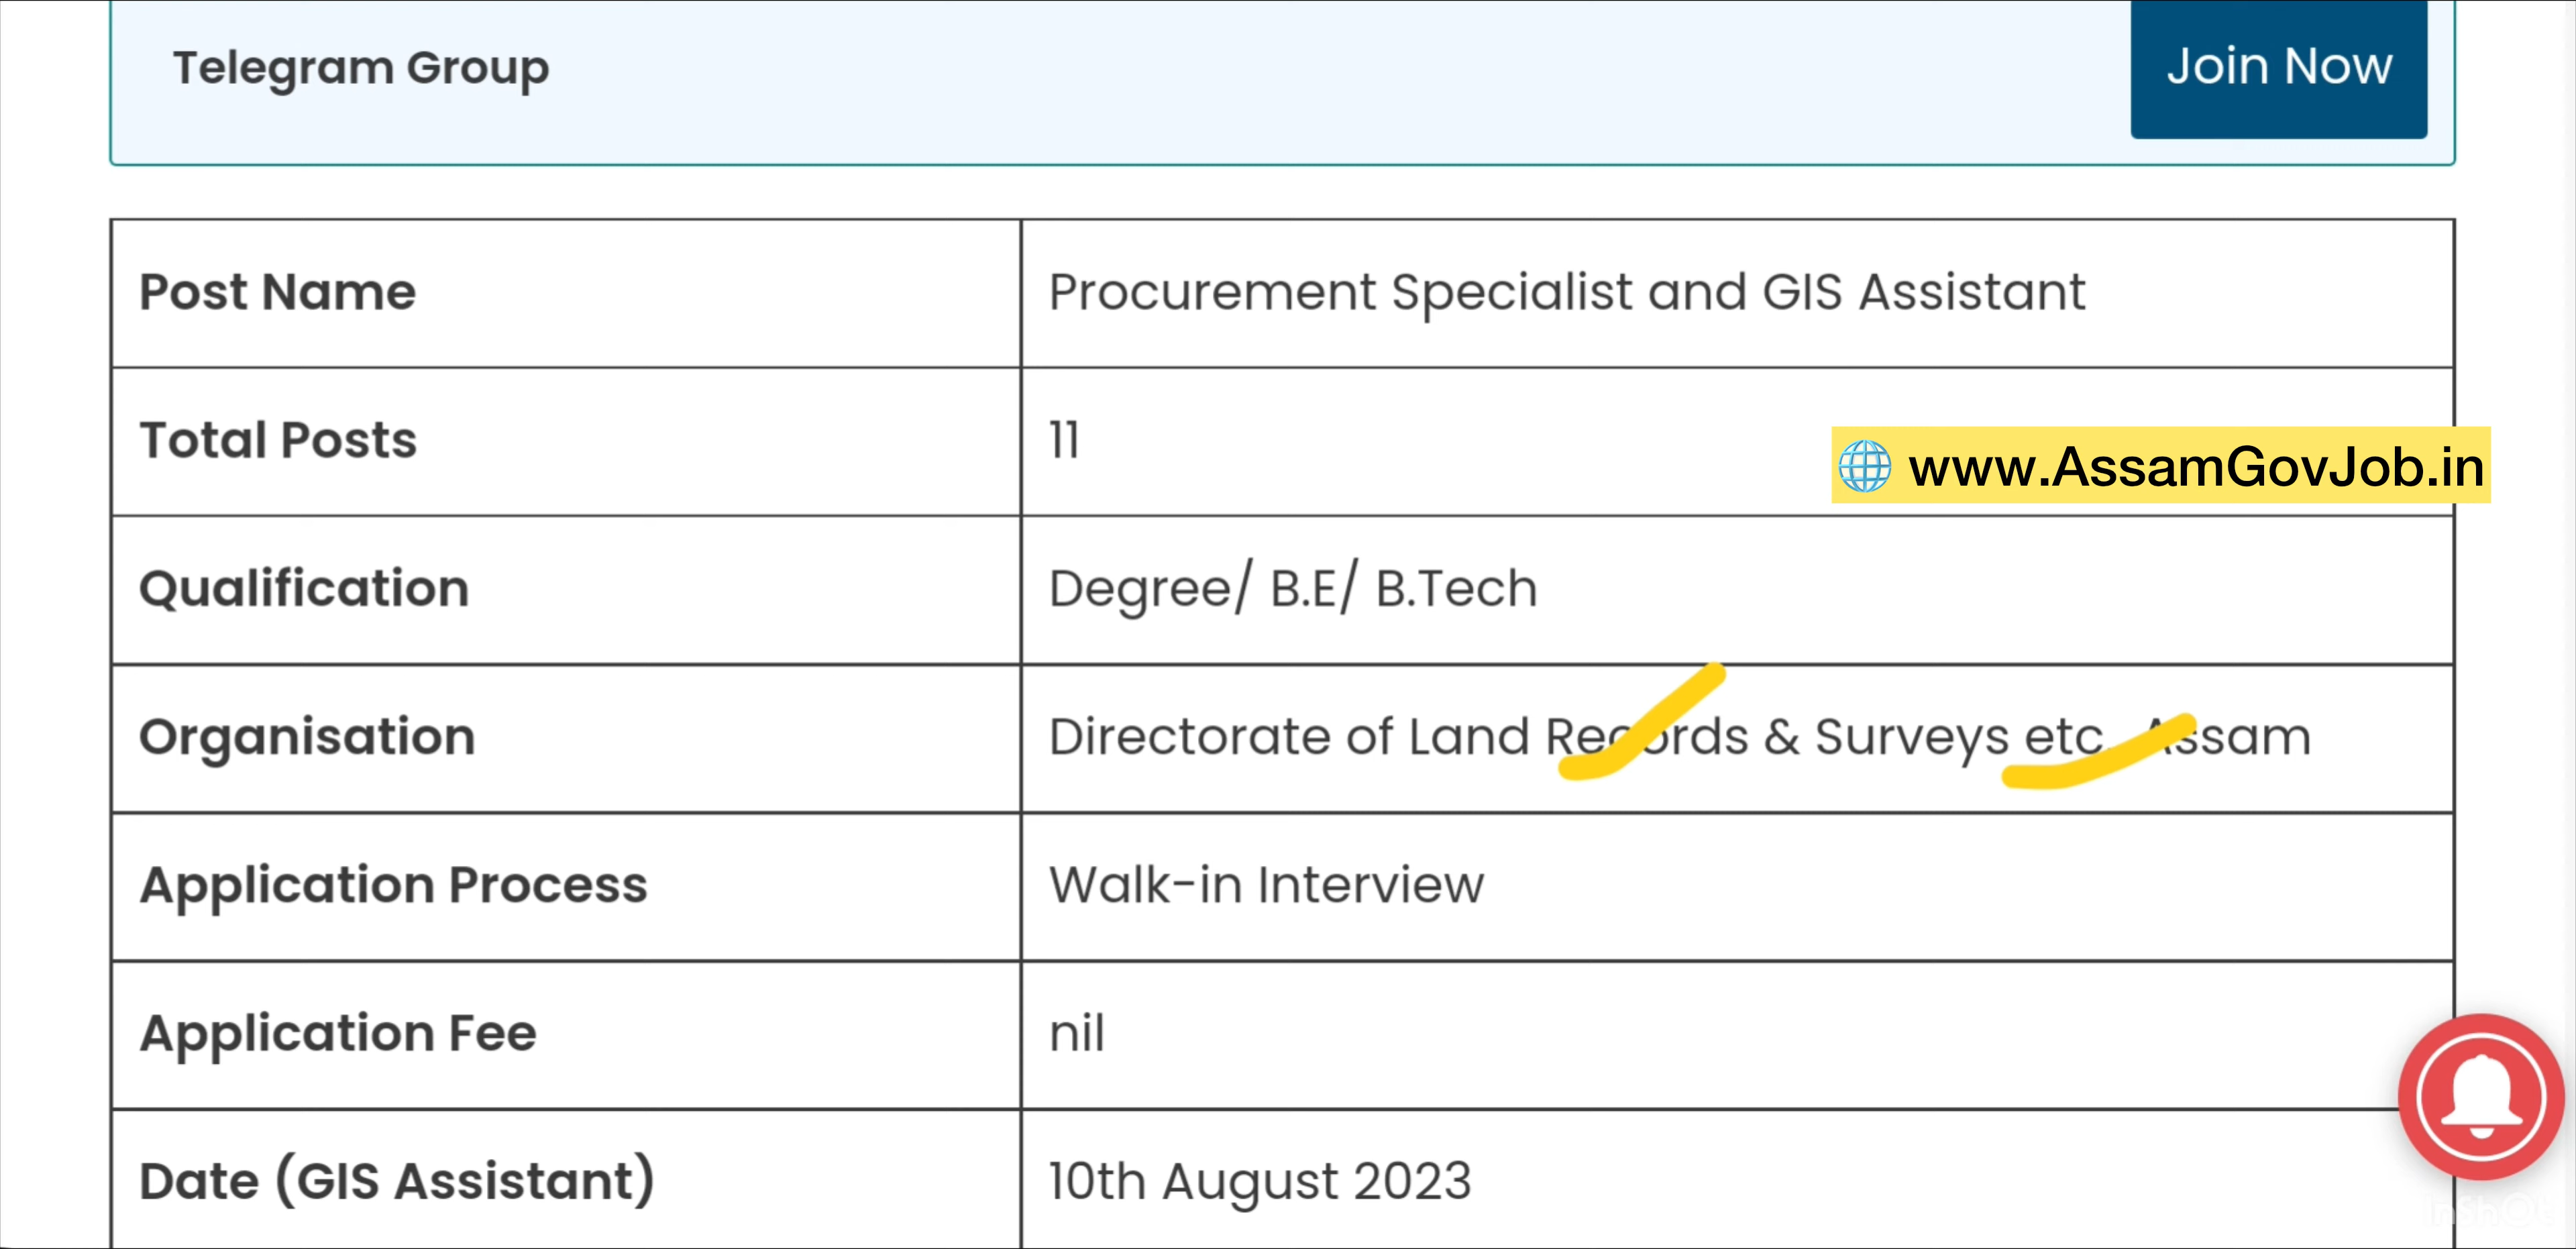 Telegram Group
Join Now
Post Name
Procurement Specialist and GIS Assistant
Total Posts
11
www.AssamGovJob.in
Qualification
Degree/ B.E/ B.Tech
Organisation
Directorate of Land Records & Surveys etc. Assam
Application Process
Walk-in Interview
Application Fee
nil
Date (GIS Assistant)
10th August 2023